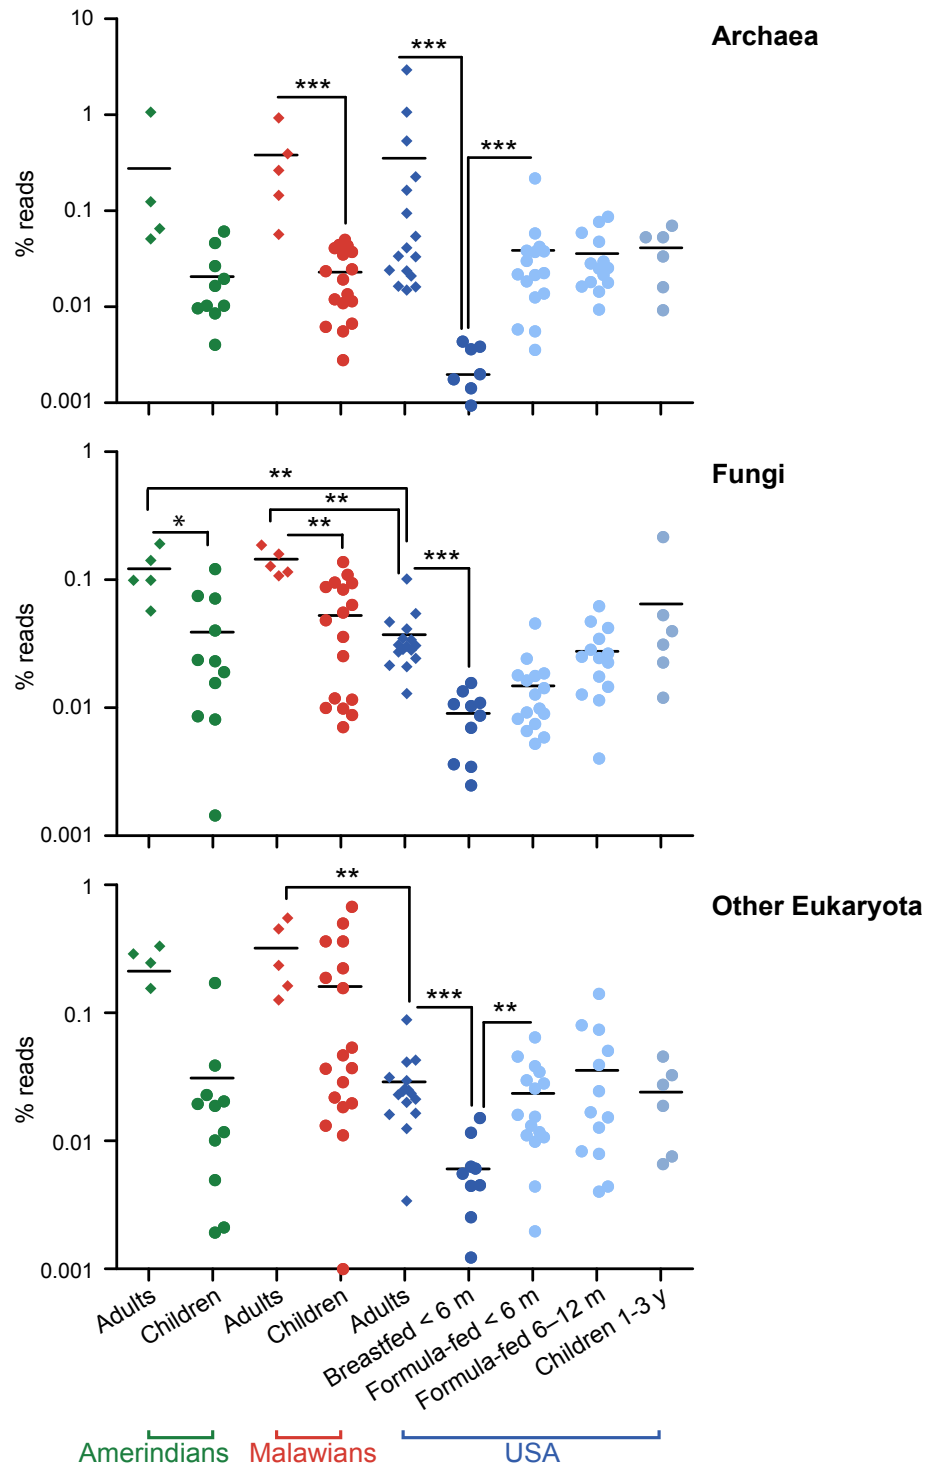 Archaea
10
1
0.1
0.01
0.001
% reads
***
***
***
Fungi
1
0.1
0.01
0.001
% reads
**
**
*
**
***
Other Eukaryota
1
0.1
0.01
0.001
% reads
**
***
**
Adults
Children
Adults
Children
Adults
Breastfed < 6 m
Formula-fed < 6 m
Formula-fed 6–12 m
Children 1-3 y
Amerindians
Malawians
USA